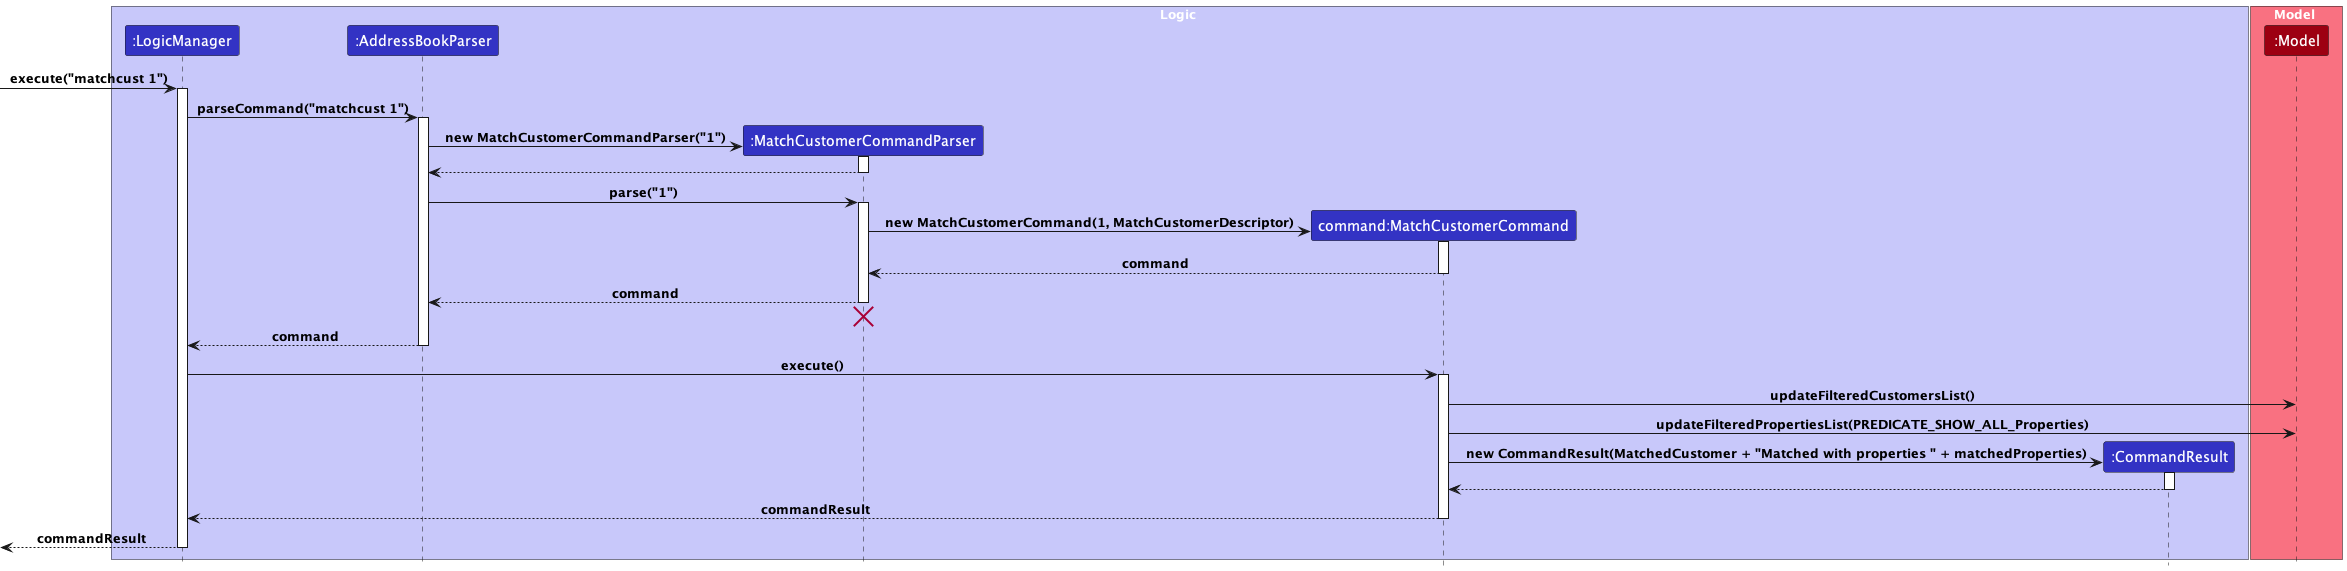 Logic
Model
:LogicManager
:AddressBookParser
:Model
execute("matchcust 1")
parseCommand("matchcust 1")
new MatchCustomerCommandParser("1")
:MatchCustomerCommandParser
parse("1")
new MatchCustomerCommand(1, MatchCustomerDescriptor)
command:MatchCustomerCommand
command
command
command
execute()
updateFilteredCustomersList()
updateFilteredPropertiesList(PREDICATE_SHOW_ALL_Properties)
new CommandResult(MatchedCustomer + "Matched with properties " + matchedProperties)
:CommandResult
commandResult
commandResult